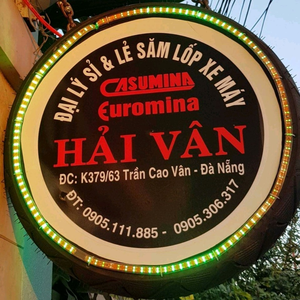 ĐẠI LÝ SỈ & LẺ SĂM LỐP XE MÁY
CASUMINA
Euromina
HẢI VÂN
ĐC: K379/63 Trần Cao Vân - Đà Nẵng
ĐT: 0905.111.885 - 0905.306.317